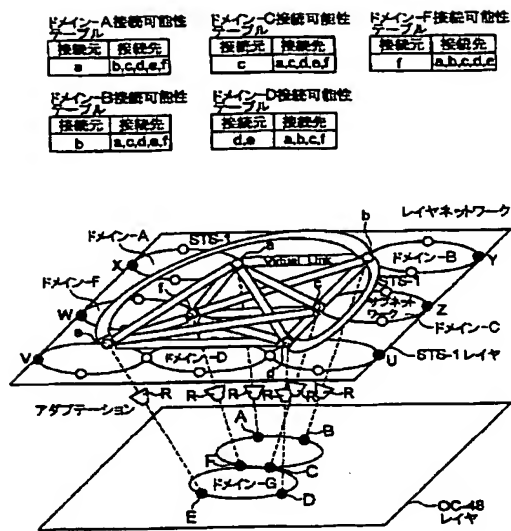 ドメイン-A接続可能性
テーブル
接続元 接続先
a b,c,d,e,f
ドメイン-C接続可能性
テーブル
接続元 接続先
c a,c,d,e,f
ドメイン-F接続可能性
テーブル
接続元 接続先
f a,b,c,d,e
ドメイン-B接続可能性
テーブル
接続元 接続先
b a,c,d,e,f
ドメイン-D接続可能性
テーブル
接続元 接続先
d,e a,b,c,f
レイヤネットワーク
ドメイン-A
STS-1
a
b
X
Virtual Link
ドメイン-B
Y
ドメイン-F
f
c
STS-1
サブネット
ワーク
W
e
Z
ドメイン-C
V
ドメイン-D
d
U
STS-1レイヤ
アダプテーション
R
R
R
R
R
R
A
B
F
C
ドメイン-G
E
D
OC-48
レイヤ